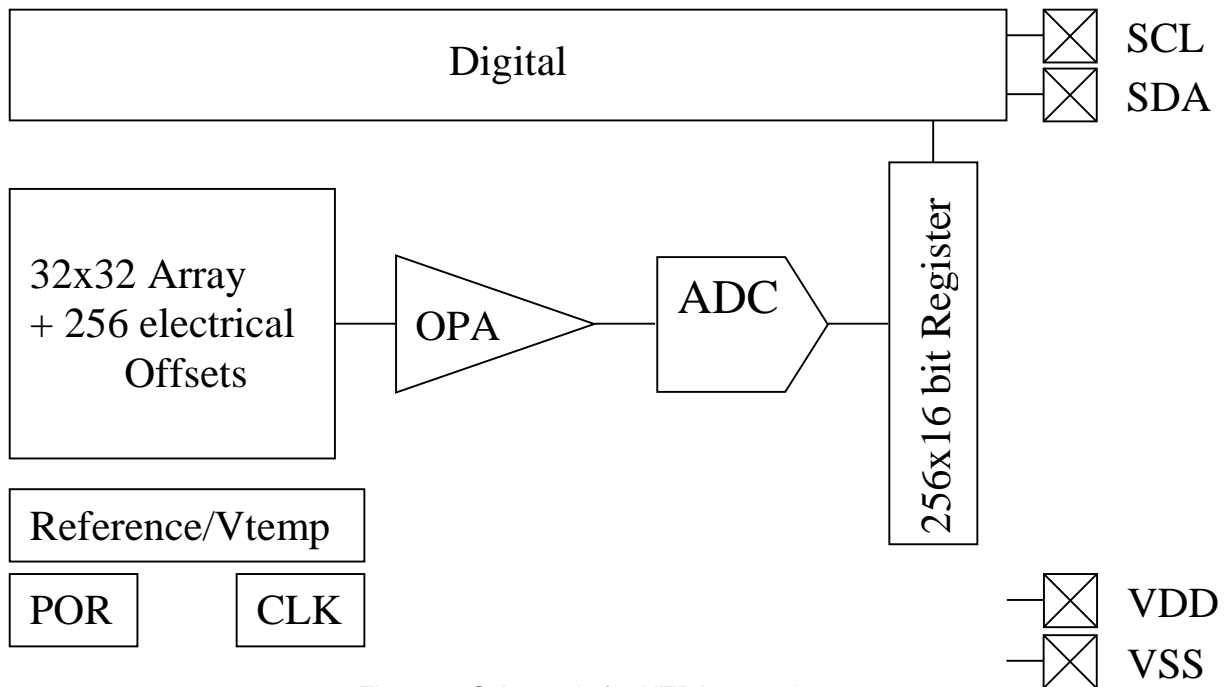 Digital
SCL
SDA
32x32 Array
+ 256 electrical
Offsets
OPA
ADC
256x16 bit Register
Reference/Vtemp
POR
CLK
VDD
VSS